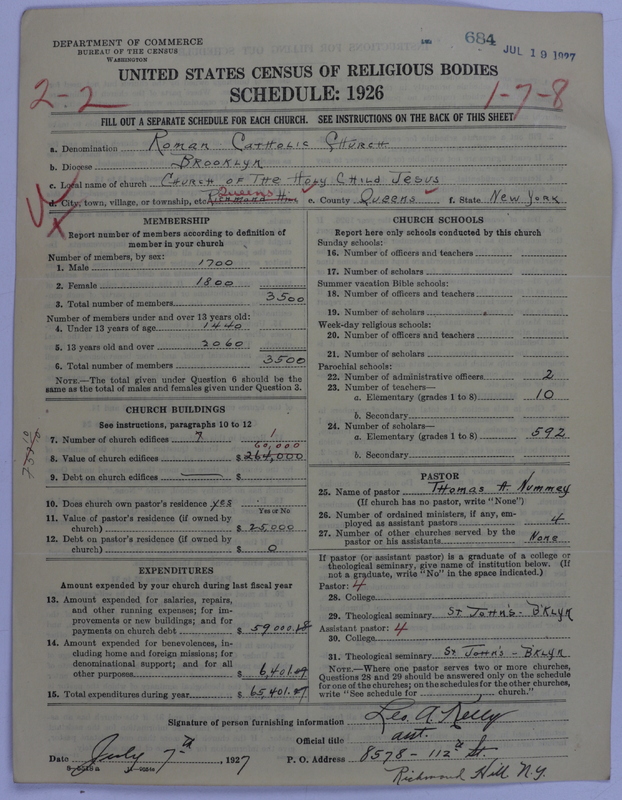 DEPARTMENT OF COMMERCE
BUREAU OF THE CENSUS
WASHINGTON
684
JUL 19 1927
UNITED STATES CENSUS OF RELIGIOUS BODIES
SCHEDULE: 1926
2-2
1-7-8
FILL OUT A SEPARATE SCHEDULE FOR EACH CHURCH. SEE INSTRUCTIONS ON THE BACK OF THIS SHEET
a. Denomination Roman Catholic Church
b. Diocese Brooklyn
c. Local name of church Church of The Holy Child Jesus
d. City, town, village, or township, etc. Richmond Hill Queens e. County Queens f. State New York
MEMBERSHIP
Report number of members according to definition of
member in your church
Number of members, by sex:
1. Male 1700
2. Female 1800
3. Total number of members 3500
Number of members under and over 13 years old:
4. Under 13 years of age 1440
5. 13 years old and over 2060
6. Total number of members 3500
NOTE.—The total given under Question 6 should be the
same as the total of males and females given under Question 3.
CHURCH BUILDINGS
See instructions, paragraphs 10 to 12
7. Number of church edifices 7 1
60,000
8. Value of church edifices $ 264,000
9. Debt on church edifices $
10. Does church own pastor's residence yes
Yes or No
11. Value of pastor's residence (if owned by
church) $ 25,000
12. Debt on pastor's residence (if owned by
church) $ 0
EXPENDITURES
Amount expended by your church during last fiscal year
13. Amount expended for salaries, repairs,
and other running expenses; for im-
provements or new buildings; and for
payments on church debt $ 59000.
14. Amount expended for benevolences, in-
cluding home and foreign missions; for
denominational support; and for all
other purposes $ 6,401.
15. Total expenditures during year $ 65401.
CHURCH SCHOOLS
Report here only schools conducted by this church
Sunday schools:
16. Number of officers and teachers
17. Number of scholars
Summer vacation Bible schools:
18. Number of officers and teachers
19. Number of scholars
Week-day religious schools:
20. Number of officers and teachers
21. Number of scholars
Parochial schools:
22. Number of administrative officers 2
23. Number of teachers—
a. Elementary (grades 1 to 8) 10
b. Secondary
24. Number of scholars—
a. Elementary (grades 1 to 8) 592
b. Secondary
PASTOR
25. Name of pastor Thomas A. Nummey
(If church has no pastor, write "None")
26. Number of ordained ministers, if any, em-
ployed as assistant pastors 4
27. Number of other churches served by the
pastor or his assistants None
If pastor (or assistant pastor) is a graduate of a college or
theological seminary, give name of institution below. (If
not a graduate, write "No" in the space indicated.)
Pastor: 4
28. College
29. Theological seminary St John's - B'klyn
Assistant pastor: 4
30. College
31. Theological seminary St. John's - Bklyn
NOTE.—Where one pastor serves two or more churches,
Questions 28 and 29 should be answered only on the schedule
for one of the churches; on the schedules for the other churches,
write "See schedule for church."
Signature of person furnishing information Leo. A. Kelly
Official title asst.
Date July 7th, 1927 P. O. Address 8578 - 112th St.
Richmond Hill N.Y.